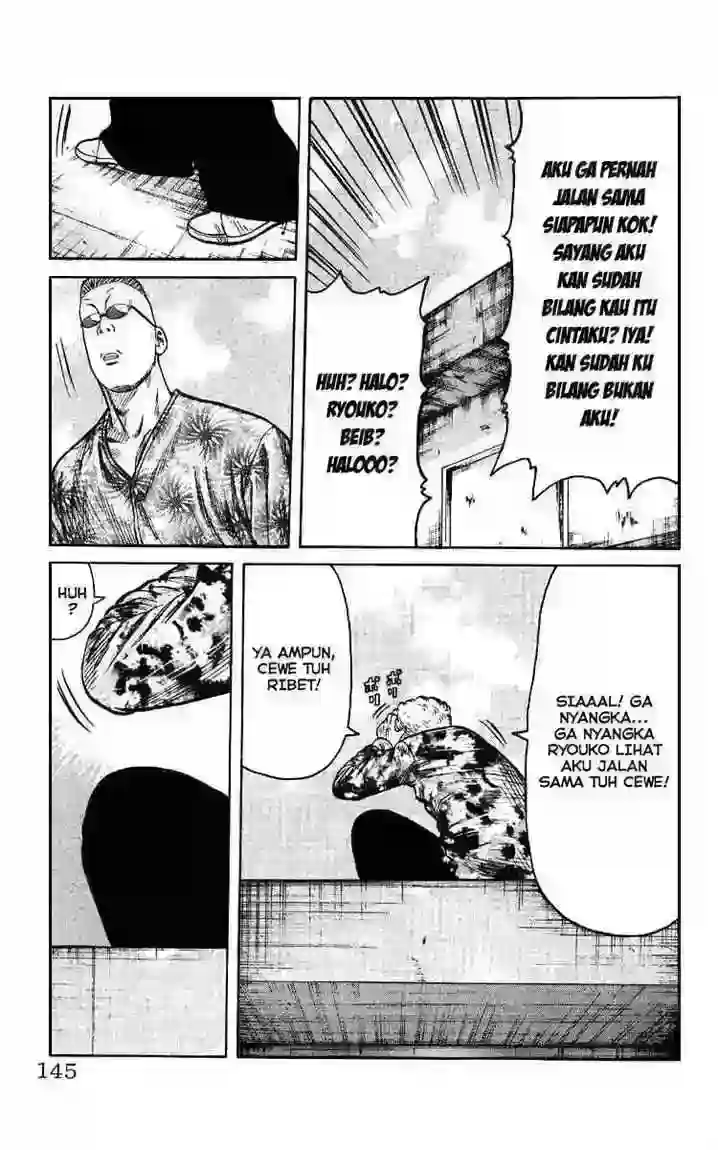 AKU GA PERNAH
JALAN SAMA
SIAPAPUN KOK!
SAYANG AKU
KAN SUDAH
BILANG KAU ITU
CINTAKU? IYA!
KAN SUDAH KU
BILANG BUKAN
AKU!
HUH? HALO?
RYOUKO?
BEIB?
HALOOO?
SIAAAL! GA
NYANGKA...
GA NYANGKA
RYOUKO LIHAT
AKU JALAN
SAMA TUH CEWE!
YA AMPUN,
CEWE TUH
RIBET!
HUH
?
145